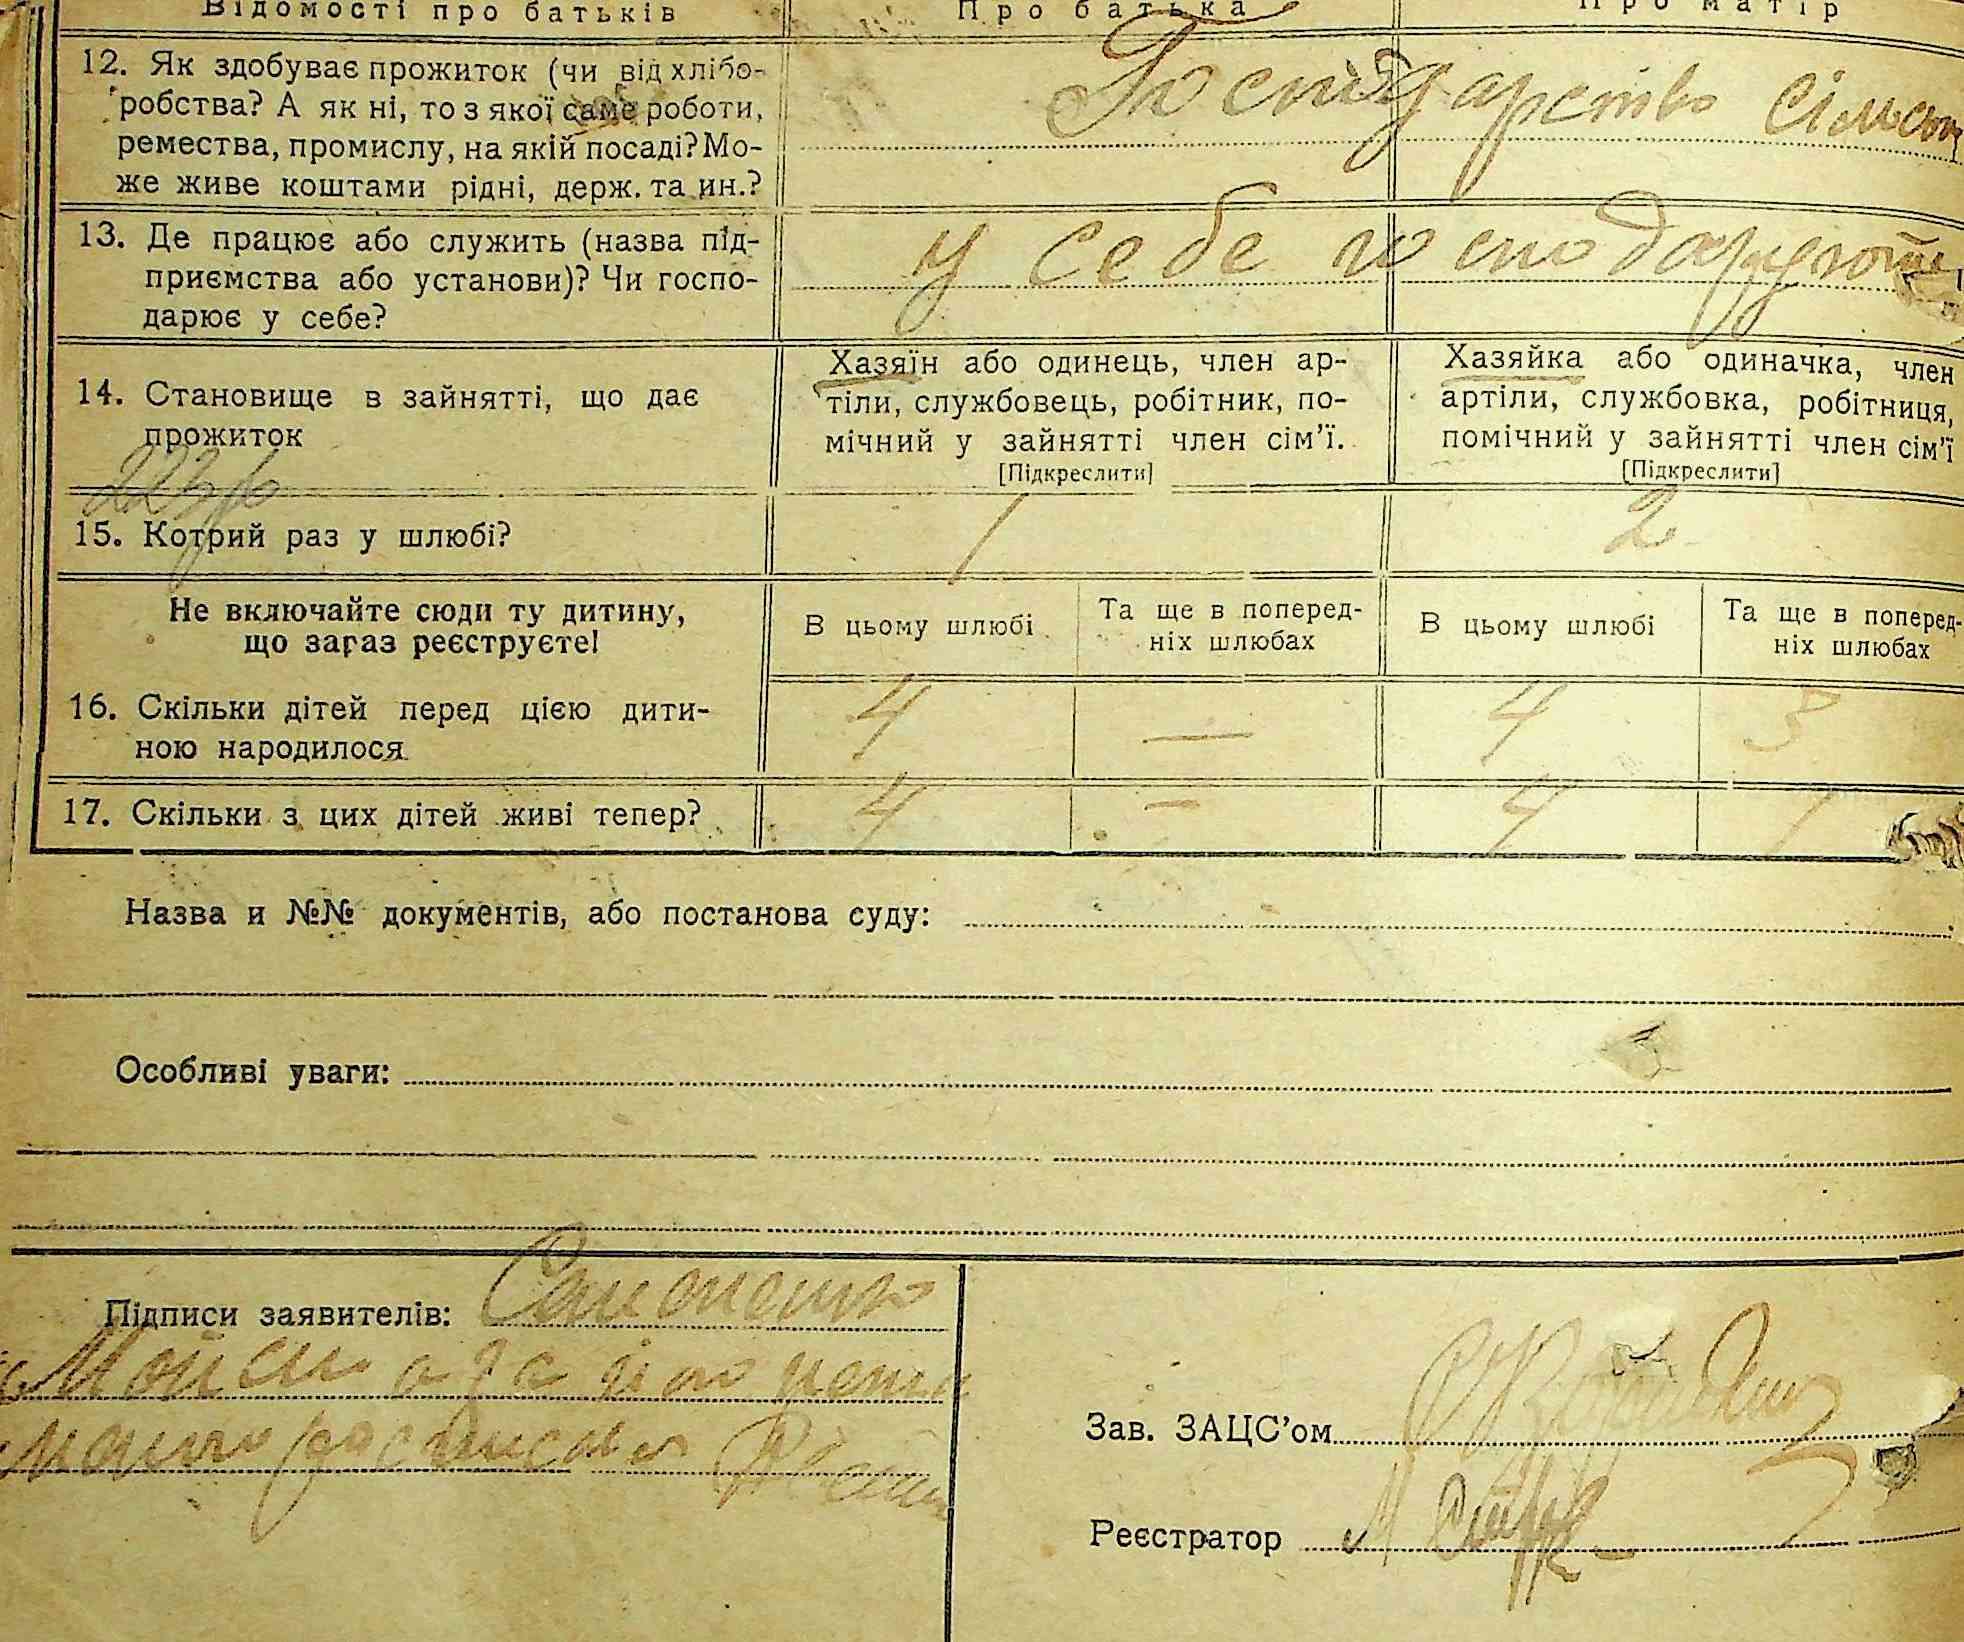 Відомості про батьків Про батька Про матір
12. Як здобуває прожиток (чи від хлібо-
робства? А як ні, то з якої саме роботи,
ремества, промислу, на якій посаді? Мо-
же живе коштами рідні, держ. та ин.?
Господарство сільськ
13. Де працює або служить (назва під-
приємства або установи)? Чи госпо-
дарює у себе?
у себе господарують
14. Становище в зайнятті, що дає
прожиток
Хазяїн або одинець, член ар-
тіли, службовець, робітник, по-
мічний у зайнятті член сім'ї.
[Підкреслити]
Хазяйка або одиначка, член
артіли, службовка, робітниця,
помічний у зайнятті член сім'ї
[Підкреслити]
15. Котрий раз у шлюбі? 1 2
Не включайте сюди ту дитину,
що зараз реєструєте!
В цьому шлюбі
Та ще в поперед-
ніх шлюбах
В цьому шлюбі
Та ще в поперед-
ніх шлюбах
16. Скільки дітей перед цією дити-
ною народилося
4 — 4 3
17. Скільки з цих дітей живі тепер? 4 — 4 1
Назва и №№ документів, або постанова суду:
Особливі уваги:
Підписи заявителів:
а за його
Зав. ЗАЦС'ом
Реєстратор